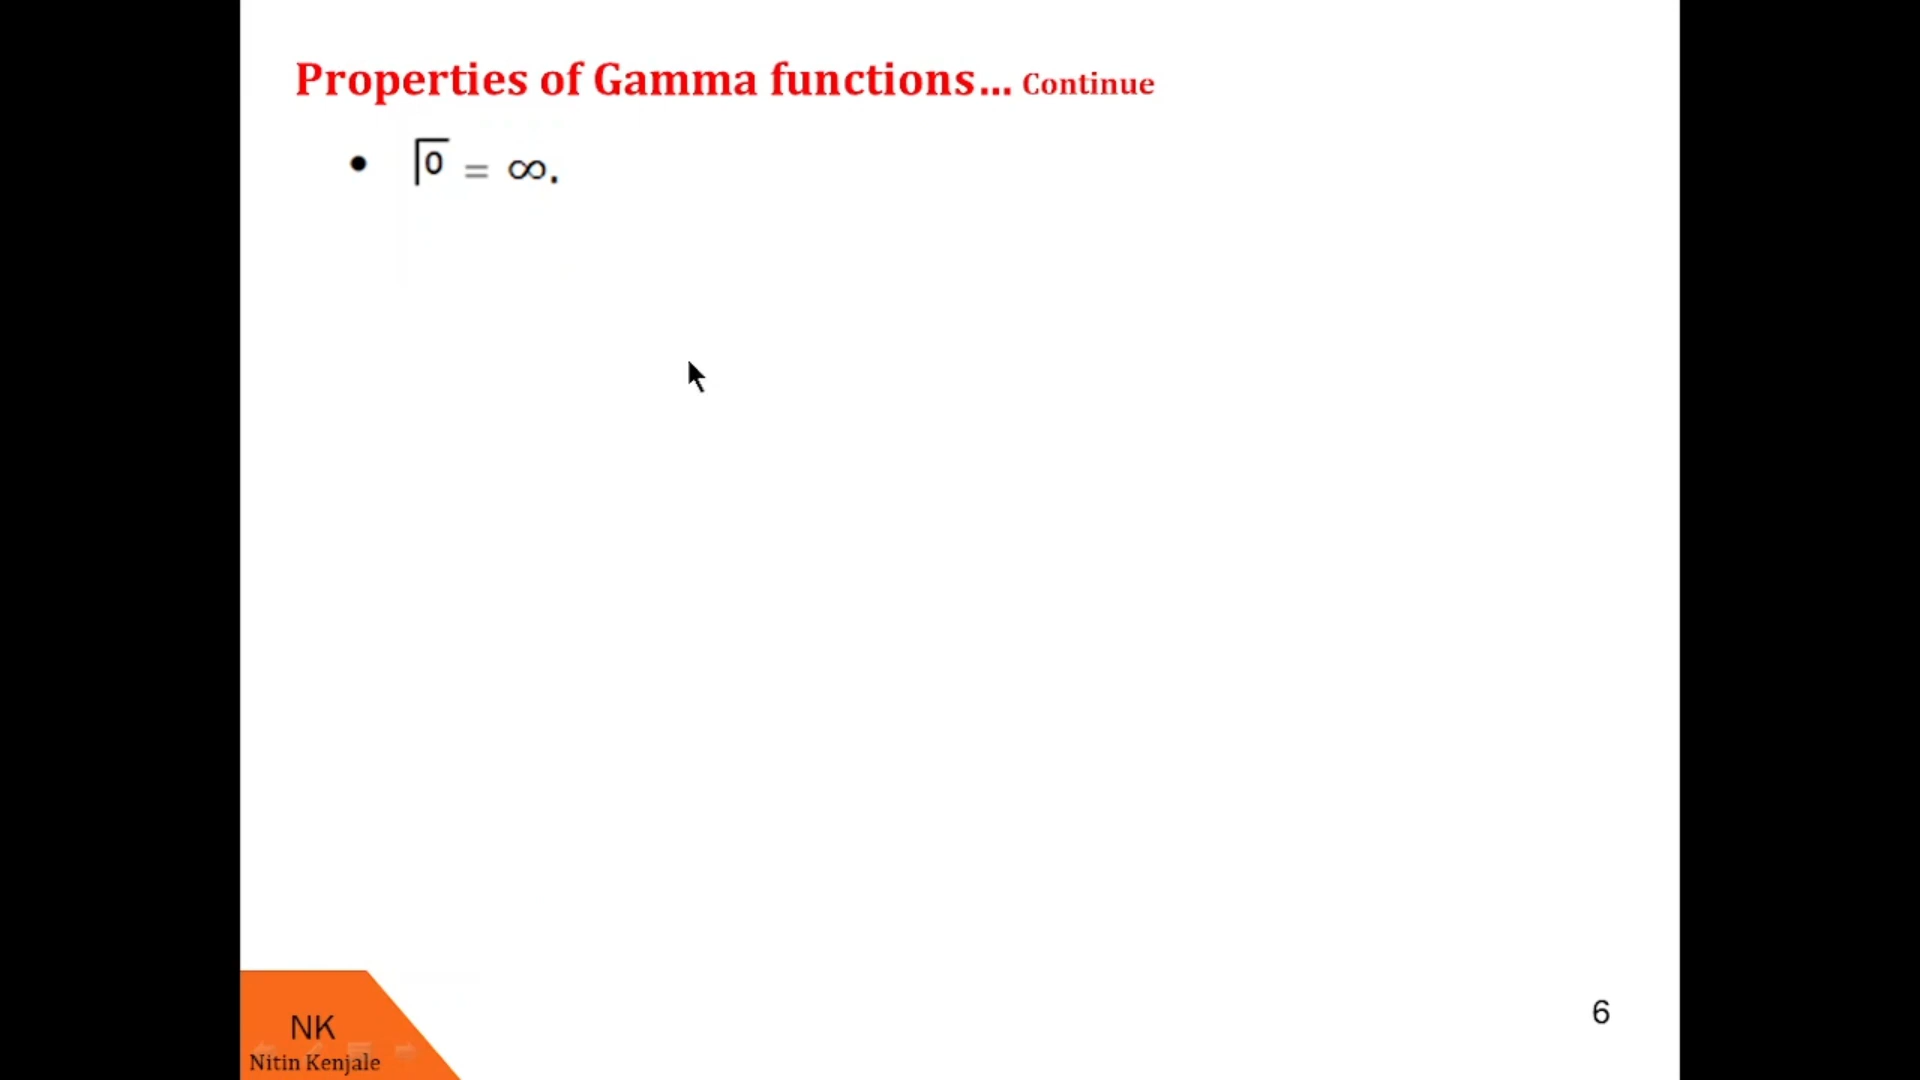 Properties of Gamma functions... Continue
• Γ0 = ∞.
6
NK
Nitin Kenjale